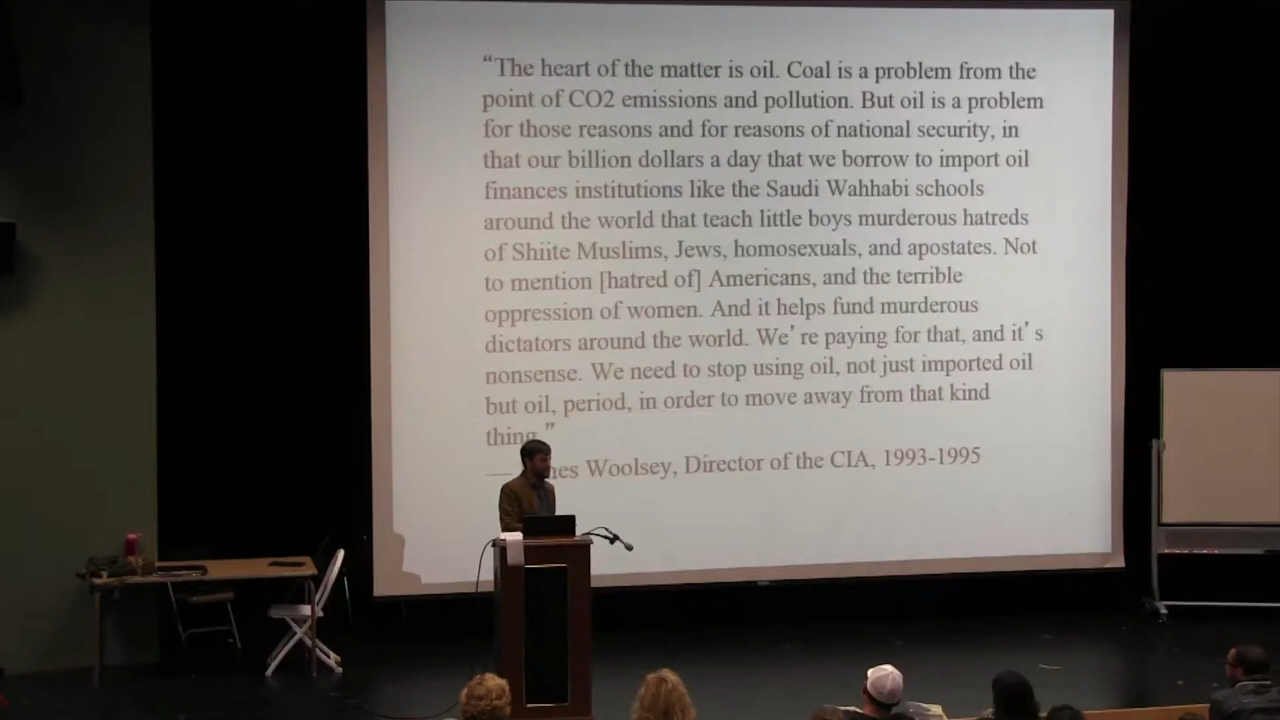 “The heart of the matter is oil. Coal is a problem from the
point of CO2 emissions and pollution. But oil is a problem
for those reasons and for reasons of national security, in
that our billion dollars a day that we borrow to import oil
finances institutions like the Saudi Wahhabi schools
around the world that teach little boys murderous hatreds
of Shiite Muslims, Jews, homosexuals, and apostates. Not
to mention [hatred of] Americans, and the terrible
oppression of women. And it helps fund murderous
dictators around the world. We’re paying for that, and it’s
nonsense. We need to stop using oil, not just imported oil
but oil, period, in order to move away from that kind
thing.”
— Woolsey, Director of the CIA, 1993-1995